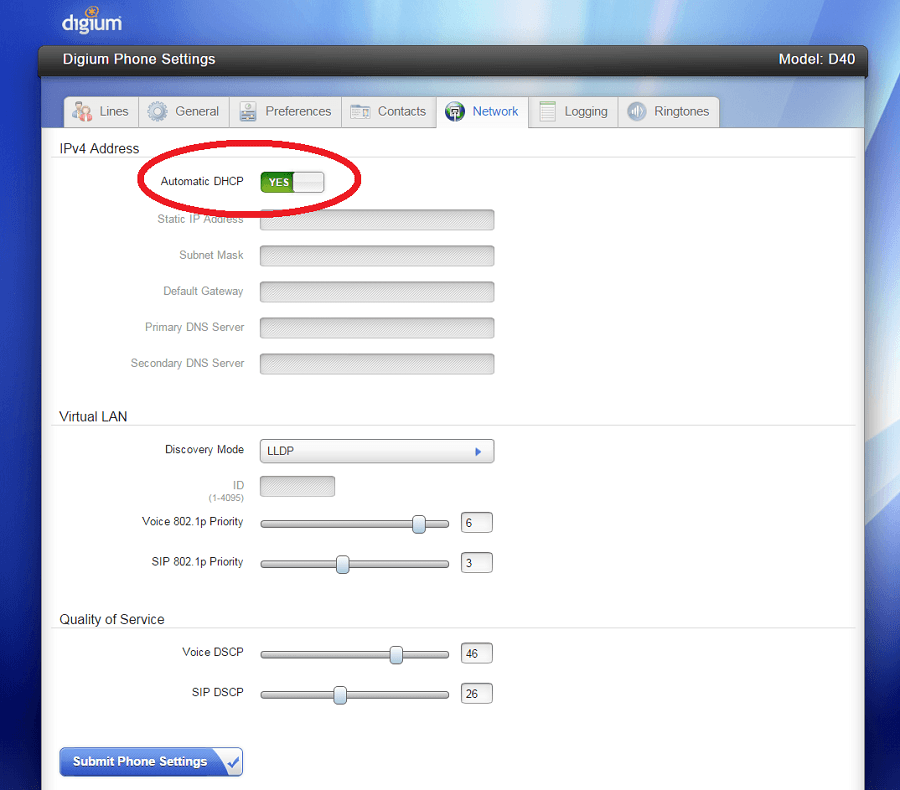 digium
Digium Phone Settings Model: D40
Lines General Preferences Contacts Network Logging Ringtones
IPv4 Address
Automatic DHCP YES
Static IP Address
Subnet Mask
Default Gateway
Primary DNS Server
Secondary DNS Server
Virtual LAN
Discovery Mode LLDP
ID
(1-4095)
Voice 802.1p Priority 6
SIP 802.1p Priority 3
Quality of Service
Voice DSCP 46
SIP DSCP 26
Submit Phone Settings